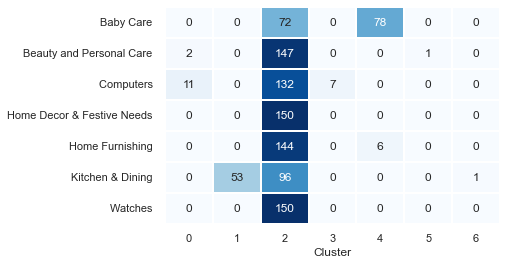 Baby Care 0 0 72 0 78 0 0
Beauty and Personal Care 2 0 147 0 0 1 0
Computers 11 0 132 7 0 0 0
Home Decor & Festive Needs 0 0 150 0 0 0 0
Home Furnishing 0 0 144 0 6 0 0
Kitchen & Dining 0 53 96 0 0 0 1
Watches 0 0 150 0 0 0 0
0 1 2 3 4 5 6
Cluster